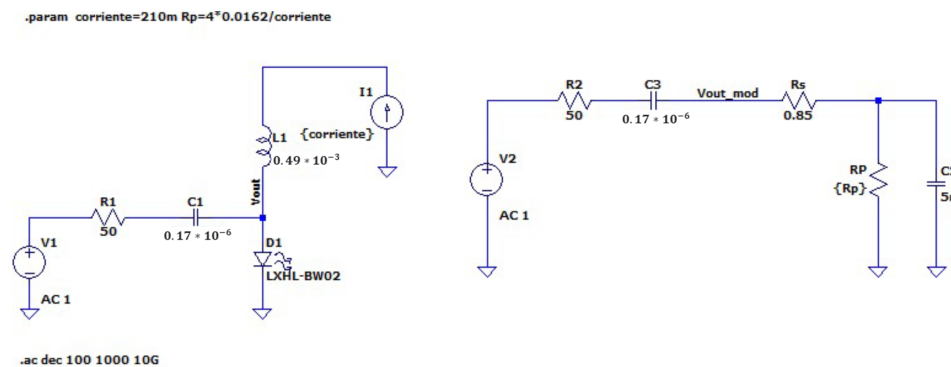 .param corriente=210m Rp=4*0.0162/corriente
I1
{corriente}
L1
0.49 * 10⁻³
Vout
R1
50
C1
0.17 * 10⁻⁶
V1
AC 1
D1
LXHL-BW02
R2
50
C3
0.17 * 10⁻⁶
Vout_mod
Rs
0.85
V2
AC 1
RP
{Rp}
.ac dec 100 1000 10G